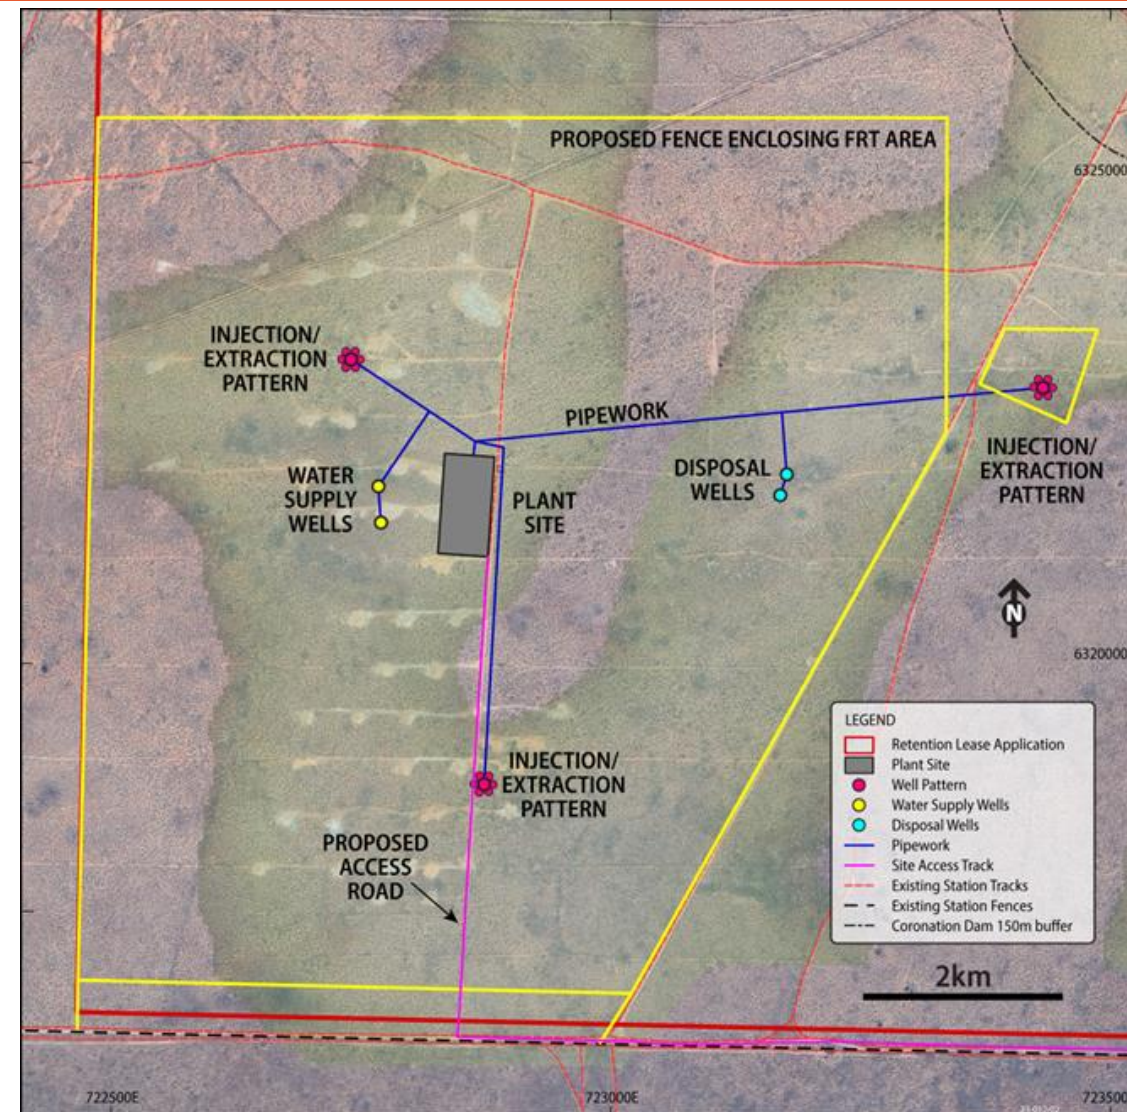 PROPOSED FENCE ENCLOSING FRT AREA
6325000
INJECTION/
EXTRACTION
PATTERN
PIPEWORK
WATER
SUPPLY
WELLS
PLANT
SITE
DISPOSAL
WELLS
INJECTION/
EXTRACTION
PATTERN
N
6320000
INJECTION/
EXTRACTION
PATTERN
PROPOSED
ACCESS
ROAD
LEGEND
Retention Lease Application
Plant Site
Well Pattern
Water Supply Wells
Disposal Wells
Pipework
Site Access Track
Existing Station Tracks
Existing Station Fences
Coronation Dam 150m buffer
2km
722500E
723000E
723500